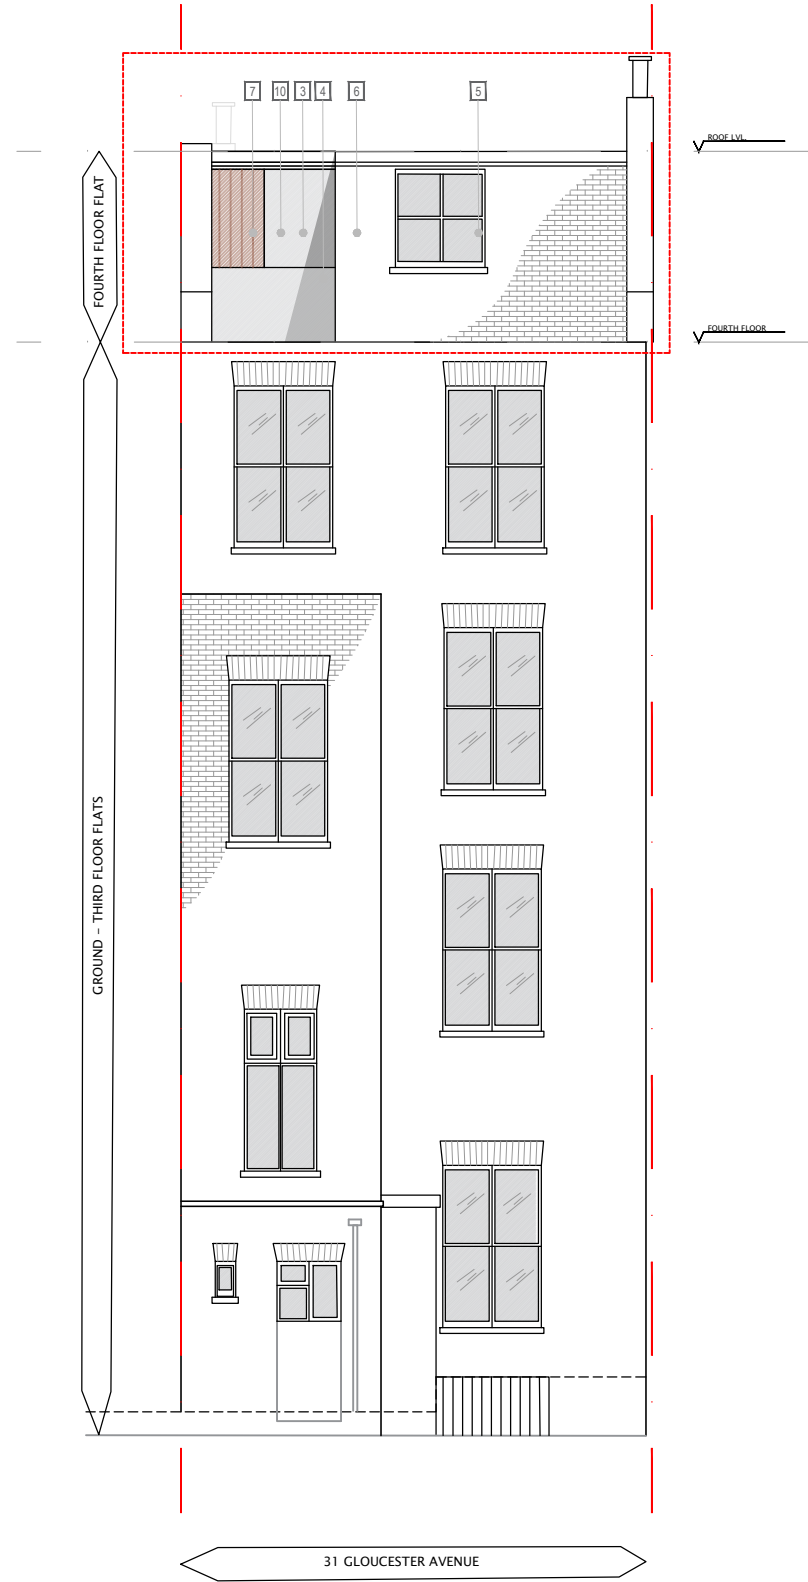 7 10 3 4 6 5
ROOF LVL.
FOURTH FLOOR FLAT
FOURTH FLOOR
GROUND - THIRD FLOOR FLATS
31 GLOUCESTER AVENUE